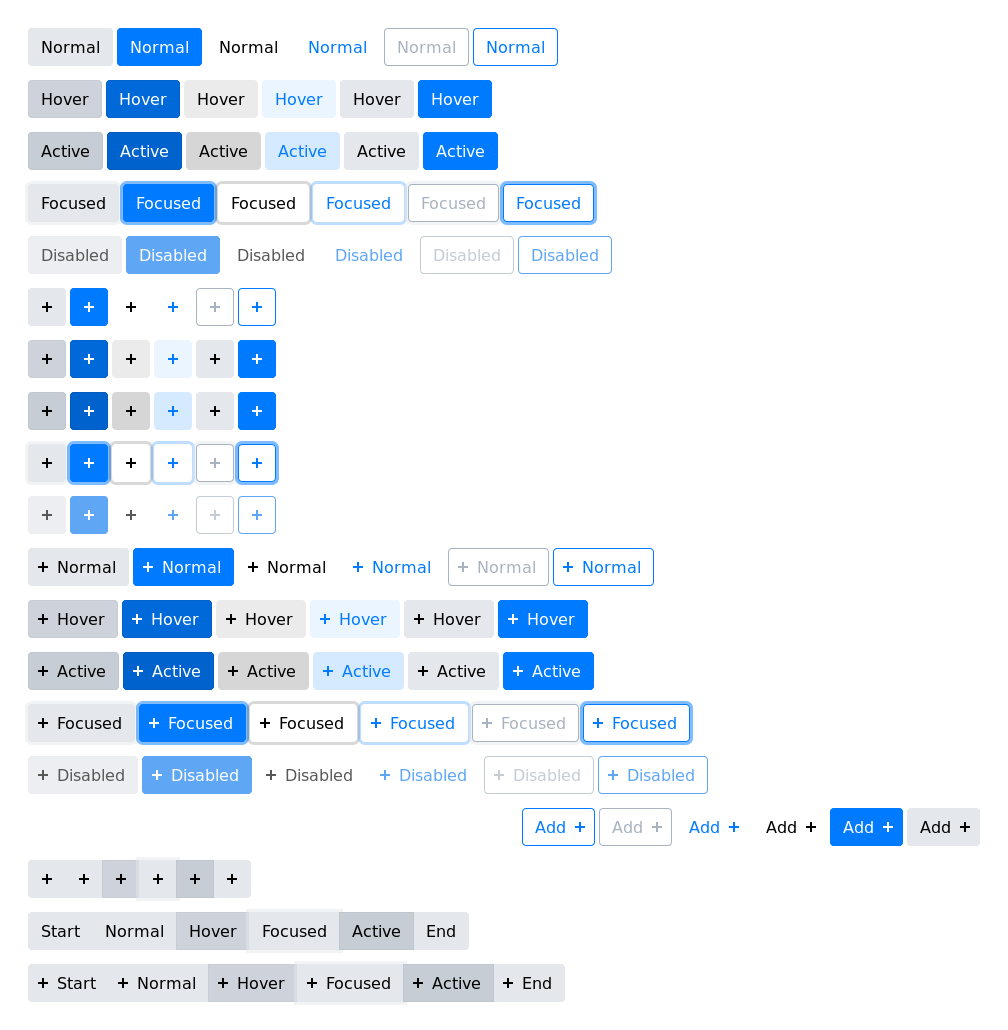 Normal Normal Normal Normal Normal Normal
Hover Hover Hover Hover Hover Hover
Active Active Active Active Active Active
Focused Focused Focused Focused Focused Focused
Disabled Disabled Disabled Disabled Disabled Disabled
+ + + + + +
+ + + + + +
+ + + + + +
+ + + + + +
+ + + + + +
+ Normal + Normal + Normal + Normal + Normal + Normal
+ Hover + Hover + Hover + Hover + Hover + Hover
+ Active + Active + Active + Active + Active + Active
+ Focused + Focused + Focused + Focused + Focused + Focused
+ Disabled + Disabled + Disabled + Disabled + Disabled + Disabled
Add + Add + Add + Add + Add + Add +
+ + + + + +
Start Normal Hover Focused Active End
+ Start + Normal + Hover + Focused + Active + End